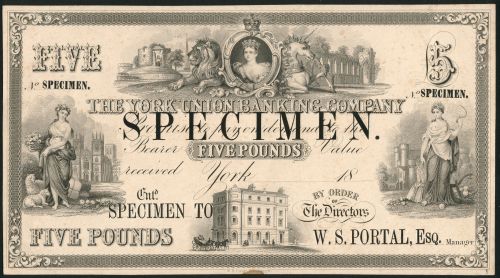 FIVE
5
No SPECIMEN.
No SPECIMEN.
THE YORK UNION BANKING COMPANY
SPECIMEN.
Bearer FIVE POUNDS Value
received York 18
Entd.
BY ORDER
OF
The Directors
SPECIMEN TO
FIVE POUNDS
W. S. PORTAL, ESQ. Manager